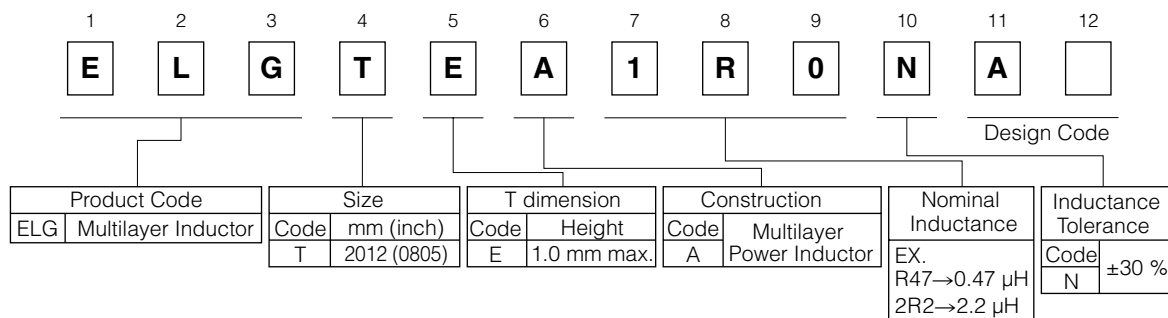 1 2 3 4 5 6 7 8 9 10 11 12
E L G T E A 1 R 0 N A
Design Code
Product Code
ELG Multilayer Inductor
Size
Code mm (inch)
T 2012 (0805)
T dimension
Code Height
E 1.0 mm max.
Construction
Code Multilayer
A Power Inductor
Nominal
Inductance
EX.
R47→0.47 µH
2R2→2.2 µH
Inductance
Tolerance
Code ±30 %
N